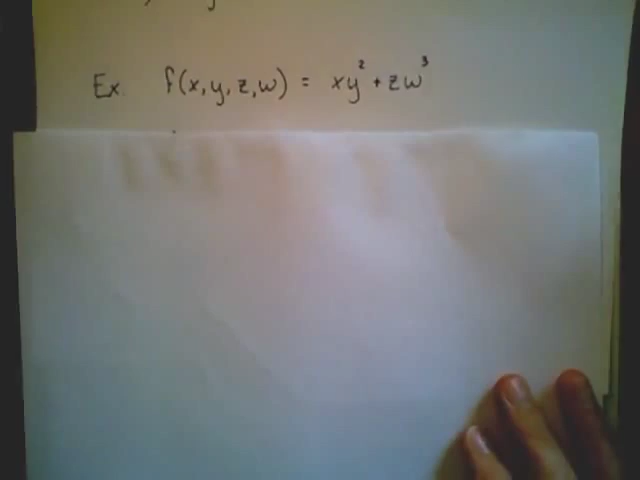 Ex. f(x,y,z,w) = xy² + zw³